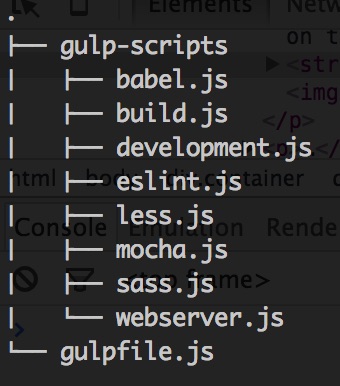 .
├── gulp-scripts
│   ├── babel.js
│   ├── build.js
│   ├── development.js
│   ├── eslint.js
│   ├── less.js
│   ├── mocha.js
│   ├── sass.js
│   └── webserver.js
└── gulpfile.js
Elements Netw
on t
<str
<img
</p>
html body div.container
Console Emulation Render
<top frame>